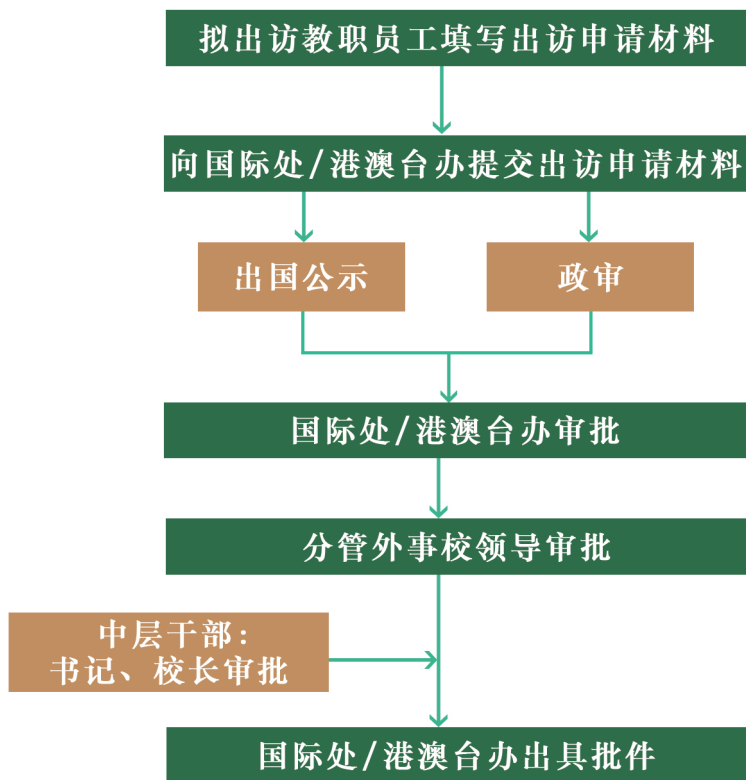 拟出访教职员工填写出访申请材料
向国际处/港澳台办提交出访申请材料
出国公示
政审
国际处/港澳台办审批
分管外事校领导审批
中层干部：
书记、校长审批
国际处/港澳台办出具批件